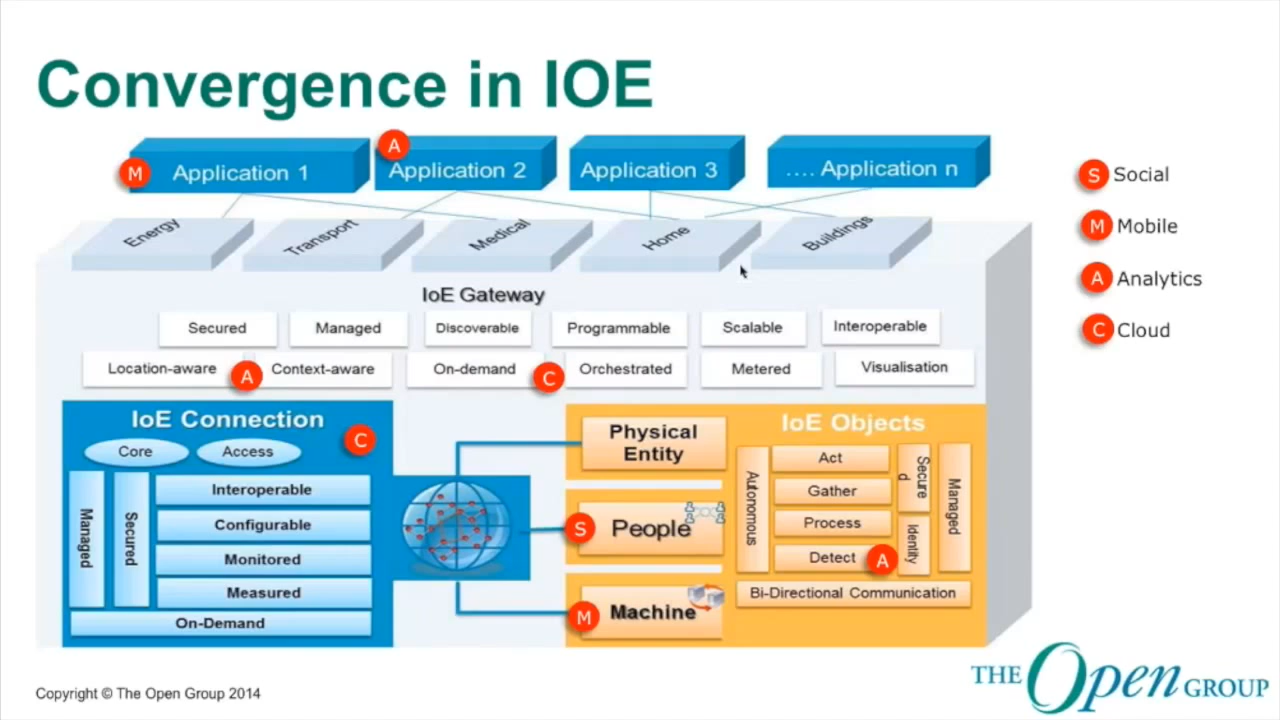 Convergence in IOE
M
Application 1
A
Application 2
Application 3
.... Application n
S Social
M Mobile
A Analytics
C Cloud
Energy
Transport
Medical
Home
Buildings
IoE Gateway
Secured
Managed
Discoverable
Programmable
Scalable
Interoperable
Location-aware
A
Context-aware
On-demand
C
Orchestrated
Metered
Visualisation
IoE Connection
C
Core
Access
Managed
Secured
Interoperable
Configurable
Monitored
Measured
On-Demand
Physical
Entity
S
People
M
Machine
IoE Objects
Autonomous
Act
Gather
Process
Detect
A
Secure
d
Identity
Managed
Bi-Directional Communication
Copyright © The Open Group 2014
THE Open GROUP